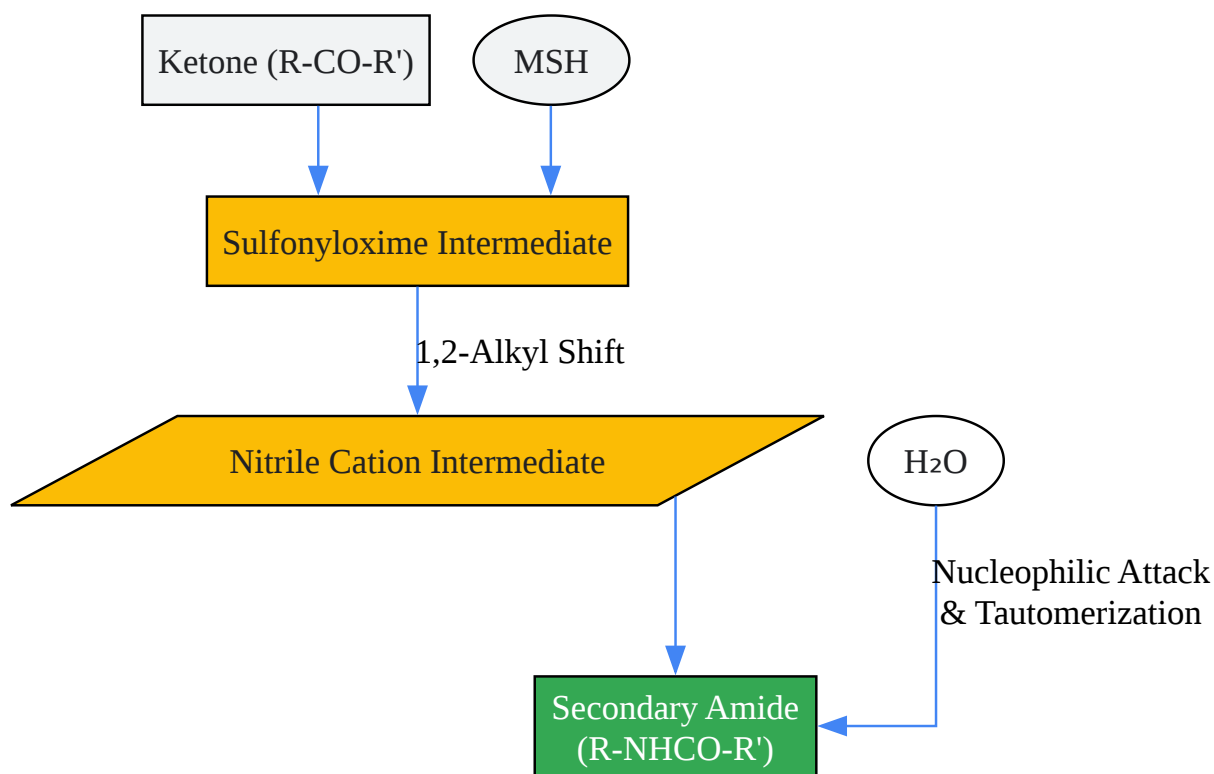 Ketone (R-CO-R')
MSH
Sulfonyloxime Intermediate
1,2-Alkyl Shift
Nitrile Cation Intermediate
H₂O
Nucleophilic Attack
& Tautomerization
Secondary Amide
(R-NHCO-R')